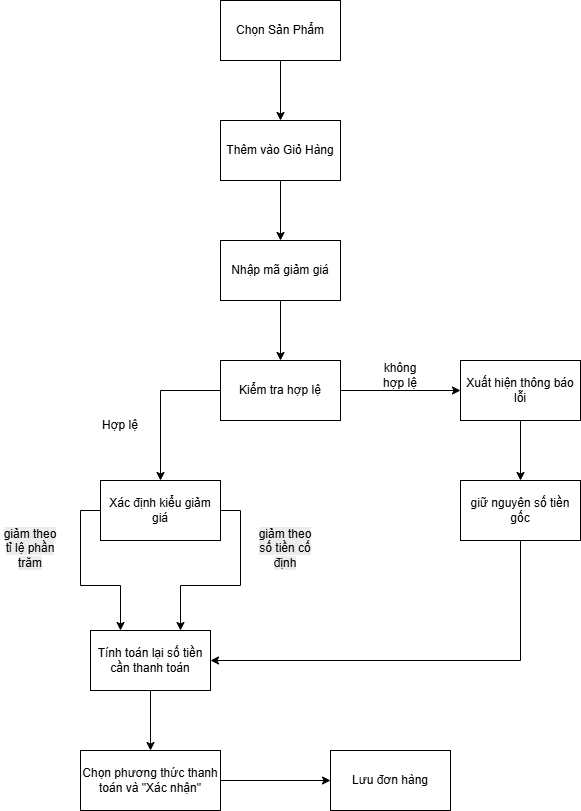 Chọn Sản Phẩm
Thêm vào Giỏ Hàng
Nhập mã giảm giá
Kiểm tra hợp lệ
không
hợp lệ
Xuất hiện thông báo
lỗi
Hợp lệ
Xác định kiểu giảm
giá
giữ nguyên số tiền
gốc
giảm theo
tỉ lệ phần
trăm
giảm theo
số tiền cố
định
Tính toán lại số tiền
cần thanh toán
Chọn phương thức thanh
toán và "Xác nhận"
Lưu đơn hàng